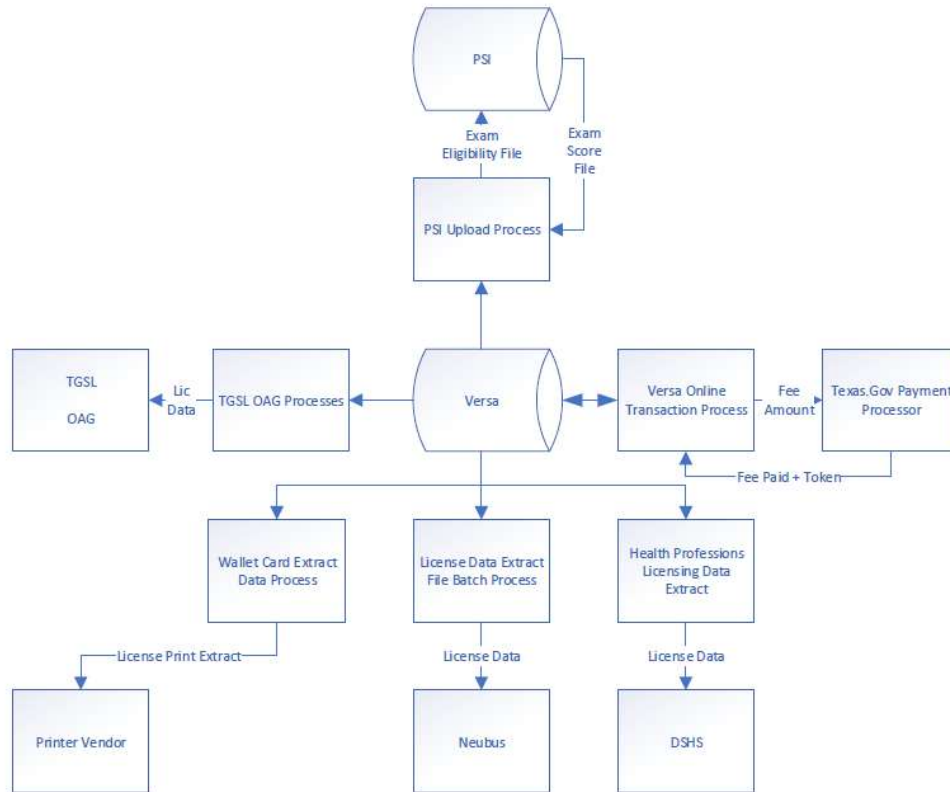 PSI
Exam
Eligibility File
Exam
Score
File
PSI Upload Process
TGSL
OAG
Lic
Data
TGSL OAG Processes
Versa
Versa Online
Transaction Process
Fee
Amount
Texas.Gov Payment
Processor
Fee Paid + Token
Wallet Card Extract
Data Process
License Data Extract
File Batch Process
Health Professions
Licensing Data
Extract
License Print Extract
License Data
License Data
Printer Vendor
Neubus
DSHS